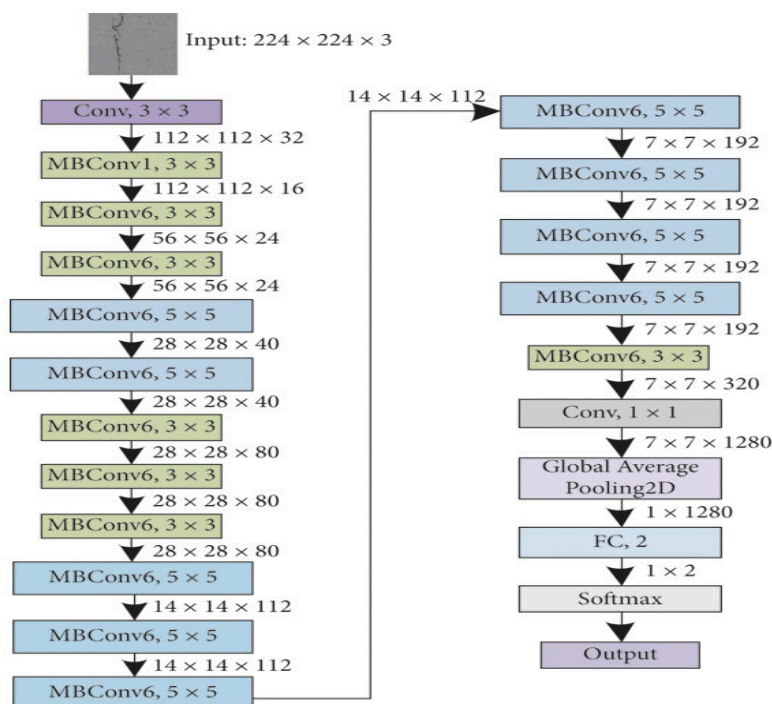 Input: 224 × 224 × 3
Conv, 3 × 3
112 × 112 × 32
MBConv1, 3 × 3
112 × 112 × 16
MBConv6, 3 × 3
56 × 56 × 24
MBConv6, 3 × 3
56 × 56 × 24
MBConv6, 5 × 5
28 × 28 × 40
MBConv6, 5 × 5
28 × 28 × 40
MBConv6, 3 × 3
28 × 28 × 80
MBConv6, 3 × 3
28 × 28 × 80
MBConv6, 3 × 3
28 × 28 × 80
MBConv6, 5 × 5
14 × 14 × 112
MBConv6, 5 × 5
14 × 14 × 112
MBConv6, 5 × 5
14 × 14 × 112
MBConv6, 5 × 5
7 × 7 × 192
MBConv6, 5 × 5
7 × 7 × 192
MBConv6, 5 × 5
7 × 7 × 192
MBConv6, 5 × 5
7 × 7 × 192
MBConv6, 3 × 3
7 × 7 × 320
Conv, 1 × 1
7 × 7 × 1280
Global Average
Pooling2D
1 × 1280
FC, 2
1 × 2
Softmax
Output